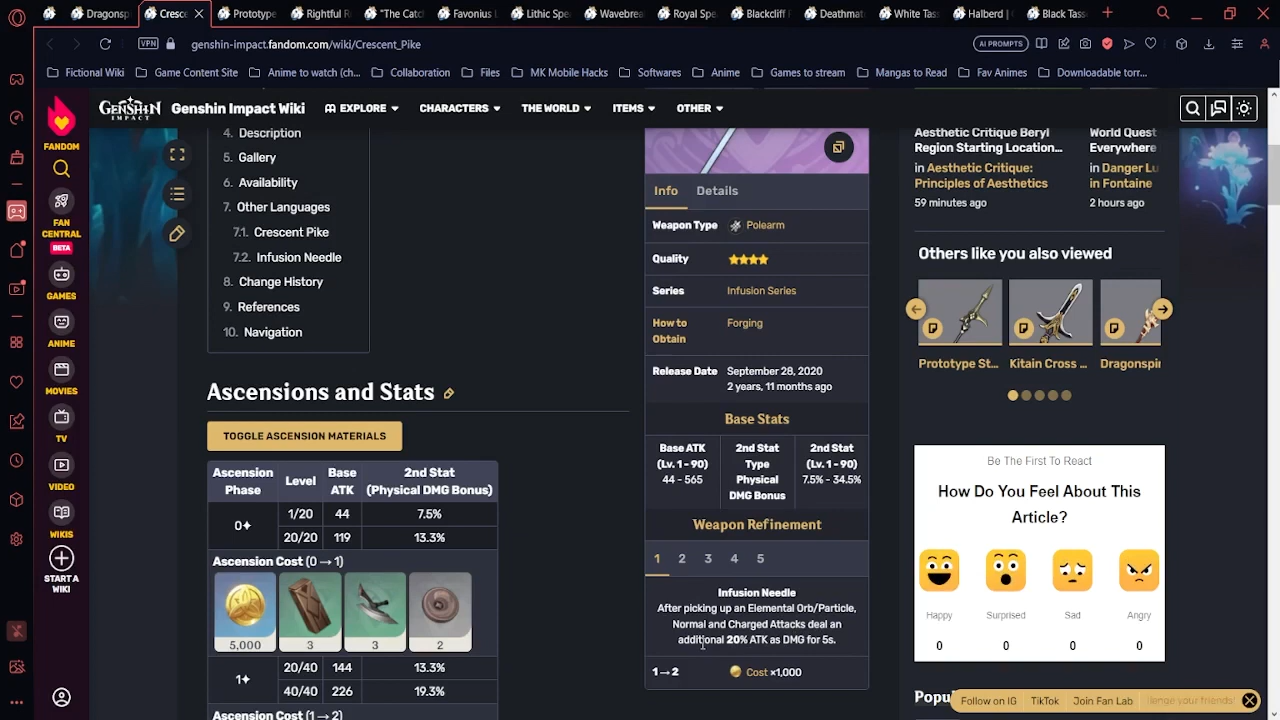 Dragonsp
Cresce
Prototype
Rightful R
"The Catc
Favonius L
Lithic Spe
Wavebrea
Royal Spe
Blackcliff
Deathmat
White Tas
Halberd |
Black Tass
VPN
genshin-impact.fandom.com/wiki/Crescent_Pike
AI PROMPTS
Fictional Wiki
Game Content Site
Anime to watch (ch...
Collaboration
Files
MK Mobile Hacks
Softwares
Anime
Games to stream
Mangas to Read
Fav Animes
Downloadable torr...
GENSHIN
IMPACT
Genshin Impact Wiki
EXPLORE
CHARACTERS
THE WORLD
ITEMS
OTHER
FANDOM
FAN
CENTRAL
BETA
GAMES
ANIME
MOVIES
TV
VIDEO
WIKIS
START A
WIKI
4. Description
5. Gallery
6. Availability
7. Other Languages
7.1. Crescent Pike
7.2. Infusion Needle
8. Change History
9. References
10. Navigation
Ascensions and Stats
TOGGLE ASCENSION MATERIALS
Ascension Phase Level Base ATK 2nd Stat (Physical DMG Bonus)
0✦ 1/20 44 7.5%
20/20 119 13.3%
Ascension Cost (0 → 1)
5,000 3 3 2
1✦ 20/40 144 13.3%
40/40 226 19.3%
Ascension Cost (1 → 2)
Info Details
Weapon Type Polearm
Quality
Series Infusion Series
How to Obtain Forging
Release Date September 28, 2020
2 years, 11 months ago
Base Stats
Base ATK (Lv. 1 - 90) 44 - 565
2nd Stat Type Physical DMG Bonus
2nd Stat (Lv. 1 - 90) 7.5% - 34.5%
Weapon Refinement
1 2 3 4 5
Infusion Needle
After picking up an Elemental Orb/Particle,
Normal and Charged Attacks deal an
additional 20% ATK as DMG for 5s.
1→2 Cost ×1,000
Aesthetic Critique Beryl
Region Starting Location...
in Aesthetic Critique:
Principles of Aesthetics
59 minutes ago
World Quest
Everywhere
in Danger Lu
in Fontaine
2 hours ago
Others like you also viewed
Prototype St...
Kitain Cross ...
Dragonspin
Be The First To React
How Do You Feel About This
Article?
Happy Surprised Sad Angry
0 0 0 0
Popu
Follow on IG TikTok Join Fan Lab